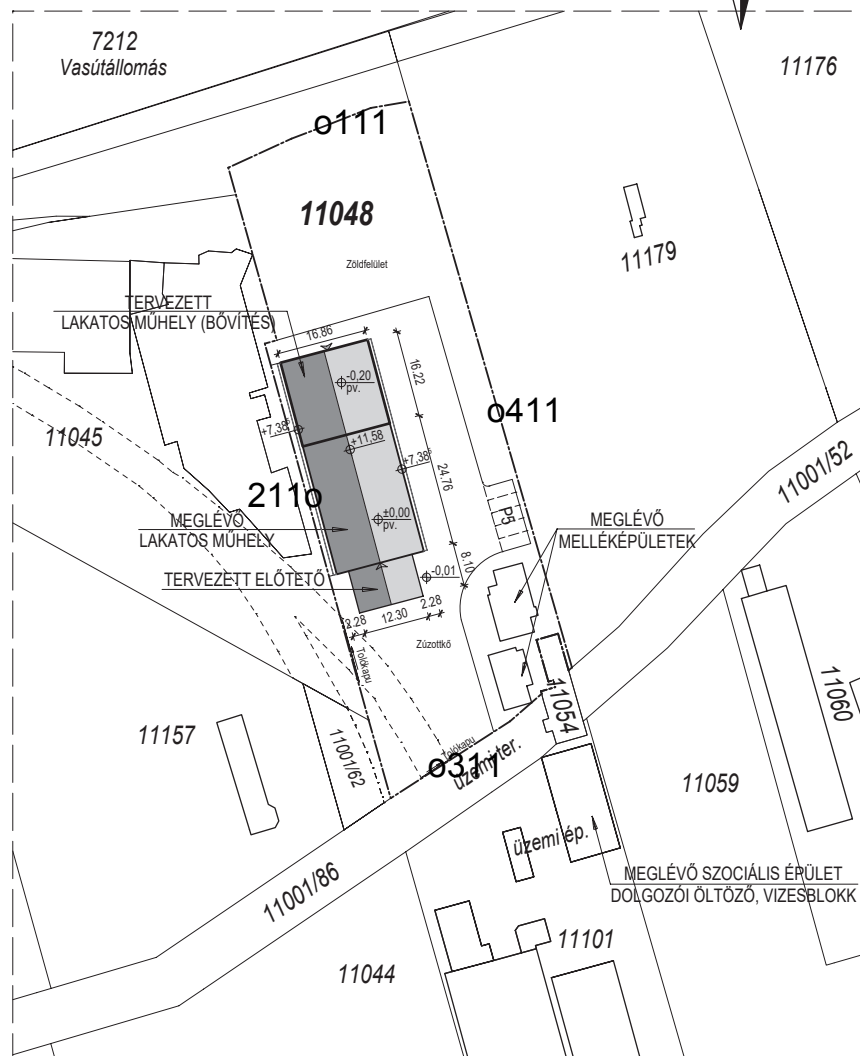 7212
Vasútállomás
11176
o111
11048
11179
Zöldfelület
TERVEZETT
LAKATOS MŰHELY (BŐVÍTÉS)
16.86
-0,20
pv.
16.22
o411
+7,38⁵
+11,58
+7,38⁵
11045
24.76
11001/52
211o
±0,00
pv.
P5
MEGLÉVŐ
LAKATOS MŰHELY
MEGLÉVŐ
MELLÉKÉPÜLETEK
8.10
TERVEZETT ELŐTETŐ
-0,01
2.28
12.30
2.28
Zúzottkő
Tolókapu
11054
11060
11157
11001/62
Tolókapu
o311
üzemi ter.
11059
üzemi ép.
MEGLÉVŐ SZOCIÁLIS ÉPÜLET
DOLGOZÓI ÖLTÖZŐ, VIZESBLOKK
11001/86
11101
11044